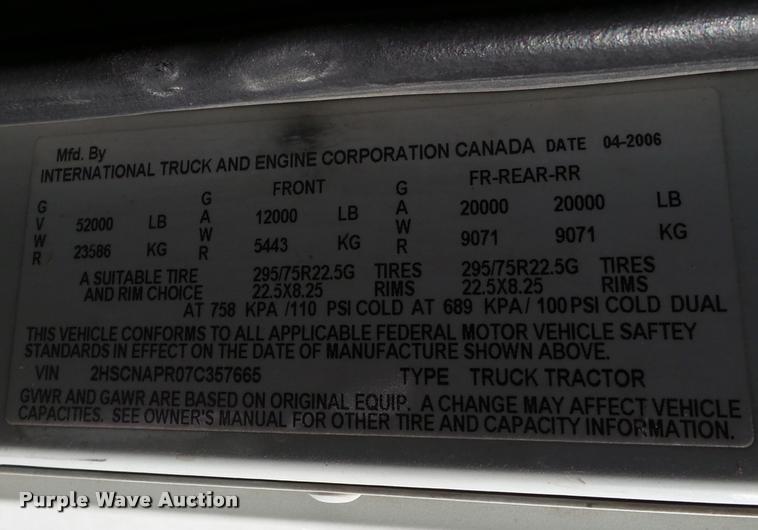 Mfd. By
INTERNATIONAL TRUCK AND ENGINE CORPORATION CANADA DATE 04-2006
GVWR 52000 LB GAWR FRONT 12000 LB GAWR FR-REAR-RR 20000 20000 LB
23586 KG 5443 KG 9071 9071 KG
A SUITABLE TIRE 295/75R22.5G TIRES 295/75R22.5G TIRES
AND RIM CHOICE 22.5X8.25 RIMS 22.5X8.25 RIMS
AT 758 KPA /110 PSI COLD AT 689 KPA/ 100 PSI COLD DUAL
THIS VEHICLE CONFORMS TO ALL APPLICABLE FEDERAL MOTOR VEHICLE SAFTEY
STANDARDS IN EFFECT ON THE DATE OF MANUFACTURE SHOWN ABOVE.
VIN 2HSCNAPR07C357665 TYPE TRUCK TRACTOR
GVWR AND GAWR ARE BASED ON ORIGINAL EQUIP. A CHANGE MAY AFFECT VEHICLE
CAPACITIES. SEE OWNER'S MANUAL FOR OTHER TIRE AND CAPACITY INFORMATION.
Purple Wave Auction